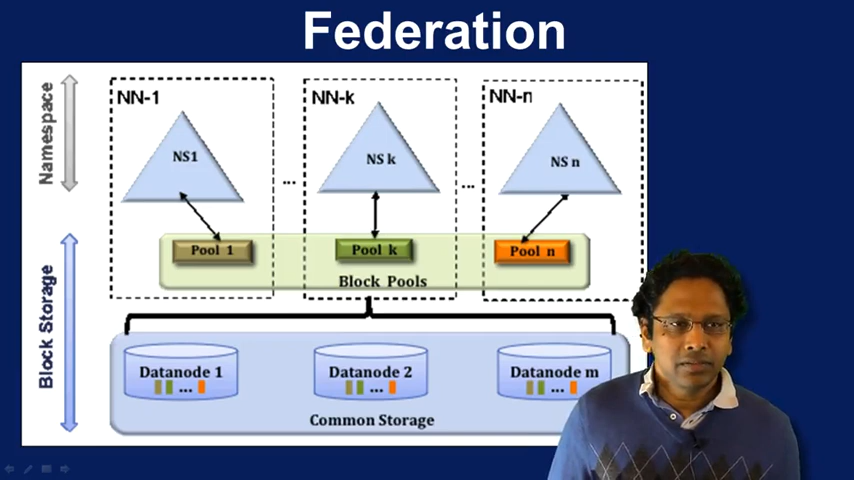 Federation
Namespace
NN-1
NN-k
NN-n
NS1
NS k
NS n
...
...
Pool 1
Pool k
Pool n
Block Pools
Block Storage
Datanode 1
Datanode 2
Datanode m
...
...
...
Common Storage